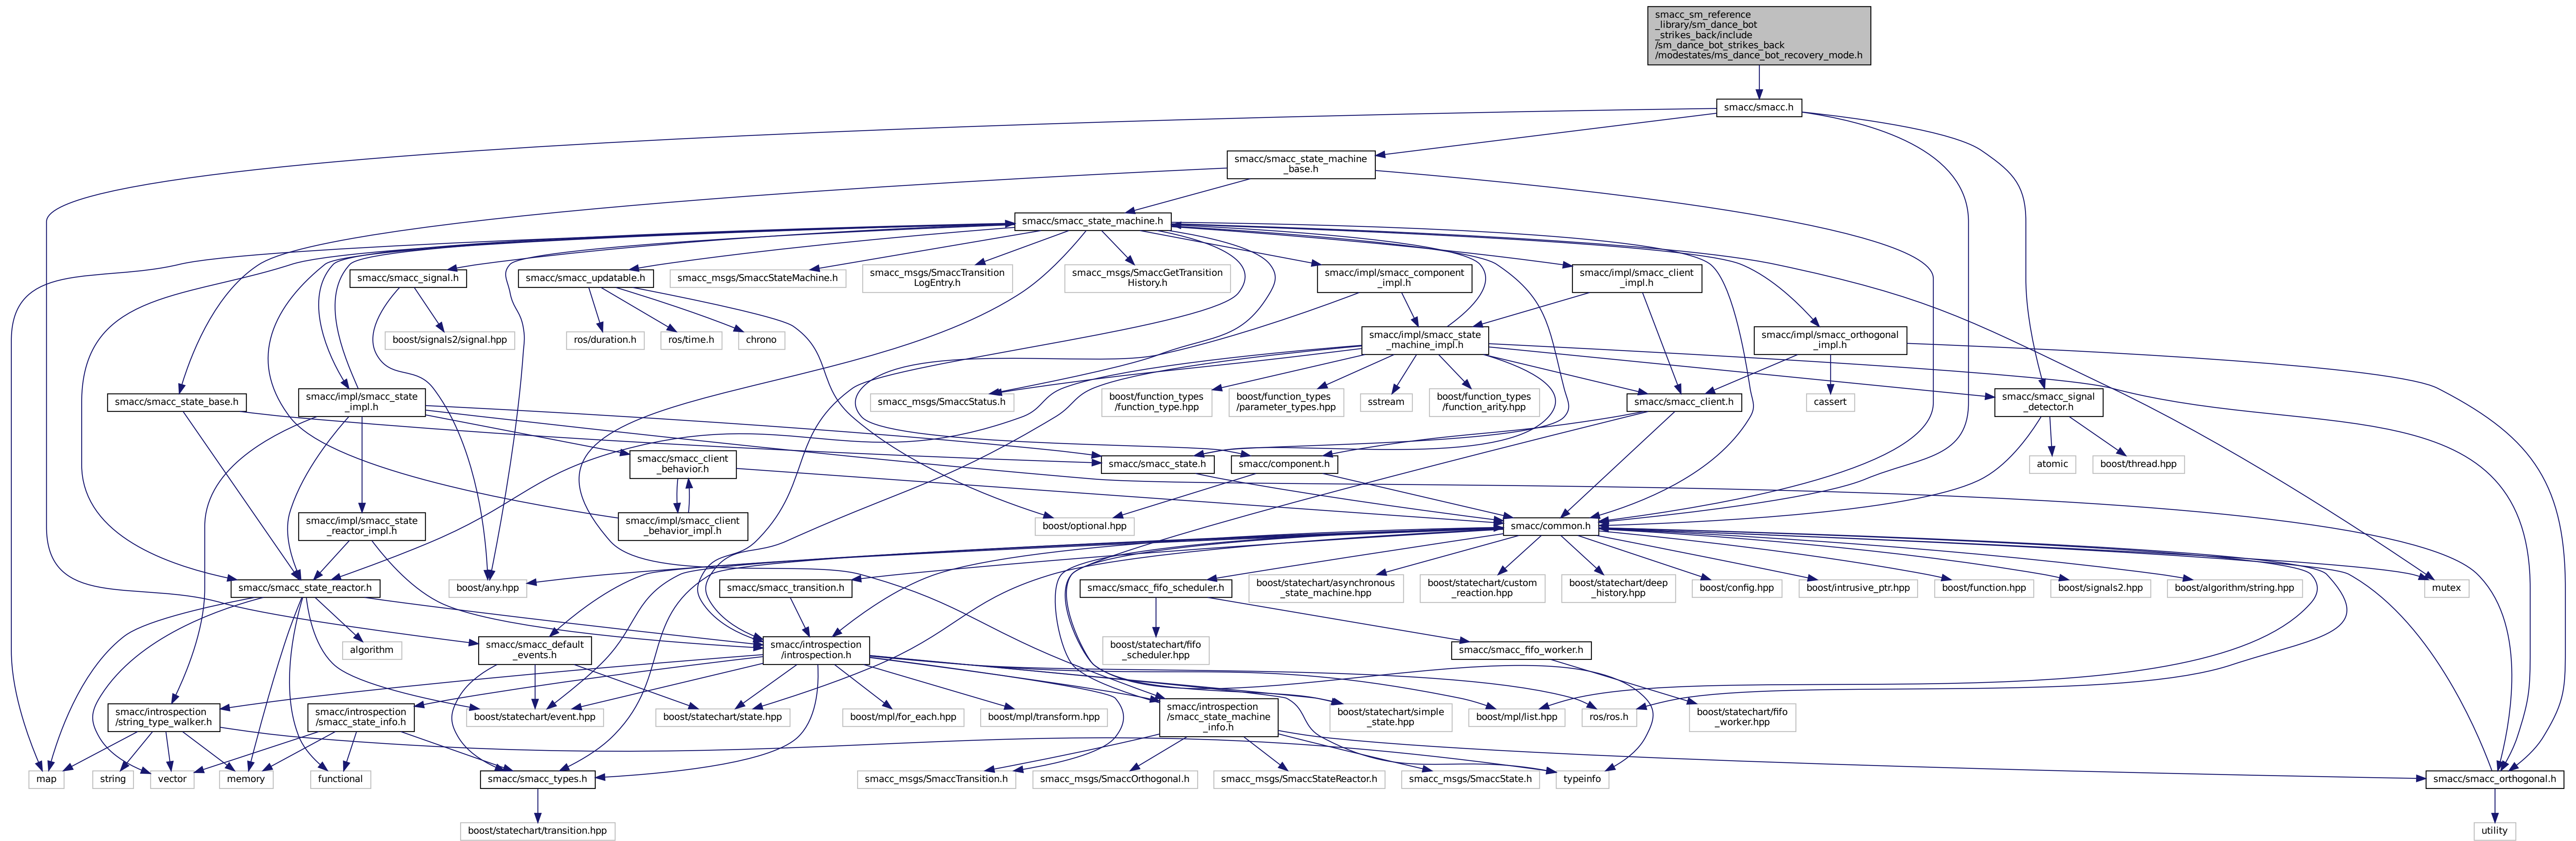 smacc_sm_reference
_library/sm_dance_bot
_strikes_back/include
/sm_dance_bot_strikes_back
/modestates/ms_dance_bot_recovery_mode.h
smacc/smacc.h
smacc/smacc_state_machine
_base.h
smacc/smacc_state_machine.h
smacc/smacc_signal.h
smacc/smacc_updatable.h
smacc_msgs/SmaccStateMachine.h
smacc_msgs/SmaccTransition
LogEntry.h
smacc_msgs/SmaccGetTransition
History.h
smacc/impl/smacc_component
_impl.h
smacc/impl/smacc_client
_impl.h
boost/signals2/signal.hpp
ros/duration.h
ros/time.h
chrono
smacc/impl/smacc_state
_machine_impl.h
smacc/impl/smacc_orthogonal
_impl.h
smacc/smacc_state_base.h
smacc/impl/smacc_state
_impl.h
smacc_msgs/SmaccStatus.h
boost/function_types
/function_type.hpp
boost/function_types
/parameter_types.hpp
sstream
boost/function_types
/function_arity.hpp
smacc/smacc_client.h
cassert
smacc/smacc_signal
_detector.h
smacc/smacc_client
_behavior.h
smacc/smacc_state.h
smacc/component.h
atomic
boost/thread.hpp
smacc/impl/smacc_state
_reactor_impl.h
smacc/impl/smacc_client
_behavior_impl.h
boost/optional.hpp
smacc/common.h
smacc/smacc_state_reactor.h
boost/any.hpp
smacc/smacc_transition.h
smacc/smacc_fifo_scheduler.h
boost/statechart/asynchronous
_state_machine.hpp
boost/statechart/custom
_reaction.hpp
boost/statechart/deep
_history.hpp
boost/config.hpp
boost/intrusive_ptr.hpp
boost/function.hpp
boost/signals2.hpp
boost/algorithm/string.hpp
mutex
algorithm
smacc/smacc_default
_events.h
smacc/introspection
/introspection.h
boost/statechart/fifo
_scheduler.hpp
smacc/smacc_fifo_worker.h
smacc/introspection
/string_type_walker.h
smacc/introspection
/smacc_state_info.h
boost/statechart/event.hpp
boost/statechart/state.hpp
boost/mpl/for_each.hpp
boost/mpl/transform.hpp
smacc/introspection
/smacc_state_machine
_info.h
boost/statechart/simple
_state.hpp
boost/mpl/list.hpp
ros/ros.h
boost/statechart/fifo
_worker.hpp
map
string
vector
memory
functional
smacc/smacc_types.h
smacc_msgs/SmaccTransition.h
smacc_msgs/SmaccOrthogonal.h
smacc_msgs/SmaccStateReactor.h
smacc_msgs/SmaccState.h
typeinfo
smacc/smacc_orthogonal.h
boost/statechart/transition.hpp
utility